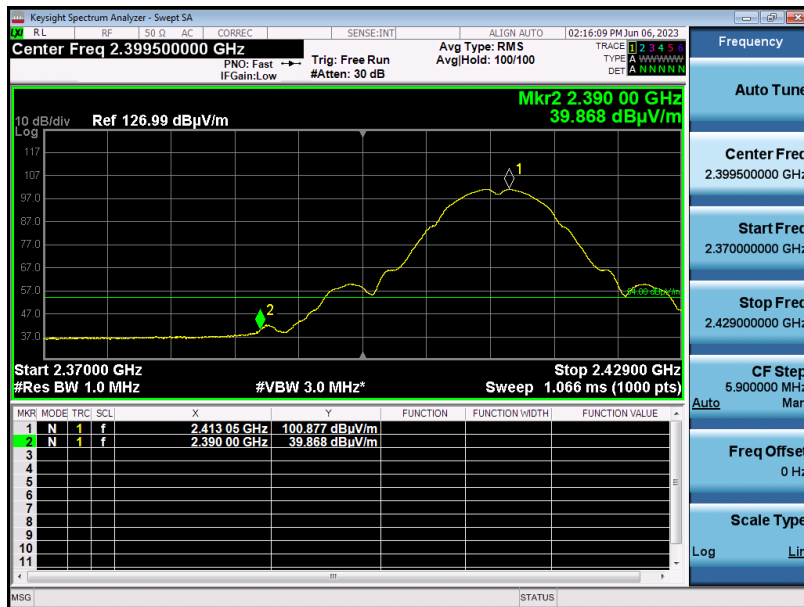 Keysight Spectrum Analyzer - Swept SA
LXI RL RF 50 Ω AC CORREC SENSE:INT ALIGN AUTO 02:16:09 PM Jun 06, 2023
Center Freq 2.399500000 GHz
PNO: Fast
IFGain:Low
Trig: Free Run
#Atten: 30 dB
Avg Type: RMS
Avg|Hold: 100/100
TRACE 1 2 3 4 5 6
TYPE A WWWWW
DET A N N N N N
Mkr2 2.390 00 GHz
39.868 dBµV/m
10 dB/div Ref 126.99 dBµV/m
Log
117
107
97.0
87.0
77.0
67.0
57.0
47.0
37.0
1
2
54.00 dBµV/m
Start 2.37000 GHz Stop 2.42900 GHz
#Res BW 1.0 MHz #VBW 3.0 MHz* Sweep 1.066 ms (1000 pts)
MKR MODE TRC SCL X Y FUNCTION FUNCTION WIDTH FUNCTION VALUE
1 N 1 f 2.413 05 GHz 100.877 dBµV/m
2 N 1 f 2.390 00 GHz 39.868 dBµV/m
3
4
5
6
7
8
9
10
11
MSG STATUS
Frequency
Auto Tune
Center Freq
2.399500000 GHz
Start Freq
2.370000000 GHz
Stop Freq
2.429000000 GHz
CF Step
5.900000 MHz
Auto Man
Freq Offset
0 Hz
Scale Type
Log Lin